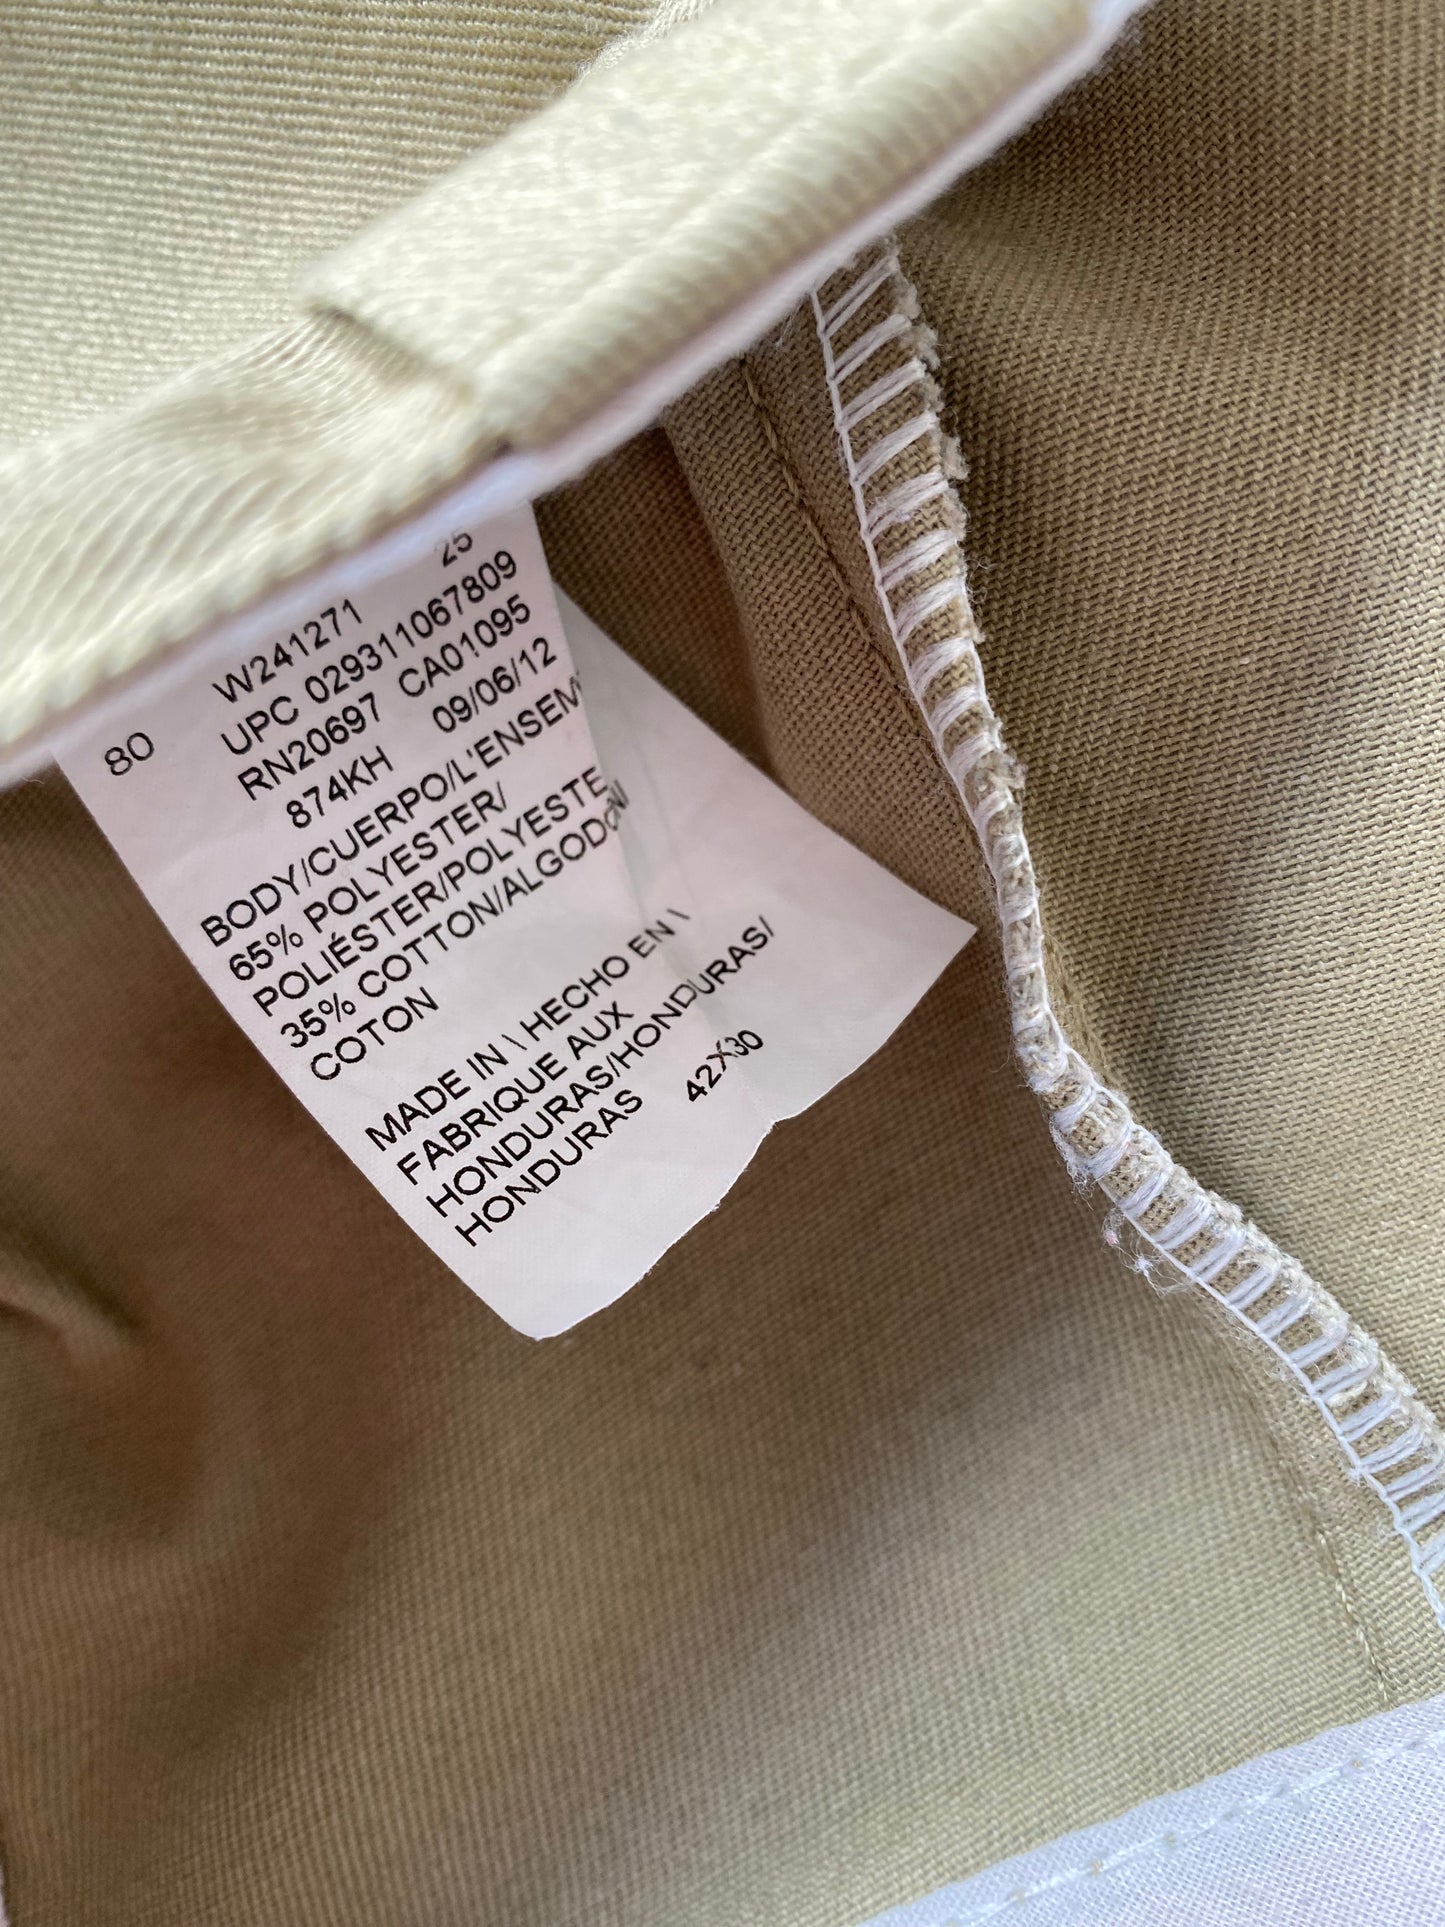 25
W241271
UPC 029311067809
80 RN20697 CA01095
874KH 09/06/12
BODY/CUERPO/L'ENSEM
65% POLYESTER/
POLIÉSTER/POLYESTE
35% COTTON/ALGODÓN/
COTON
MADE IN \ HECHO EN \
FABRIQUE AUX
HONDURAS/HONDURAS/
HONDURAS 42X30